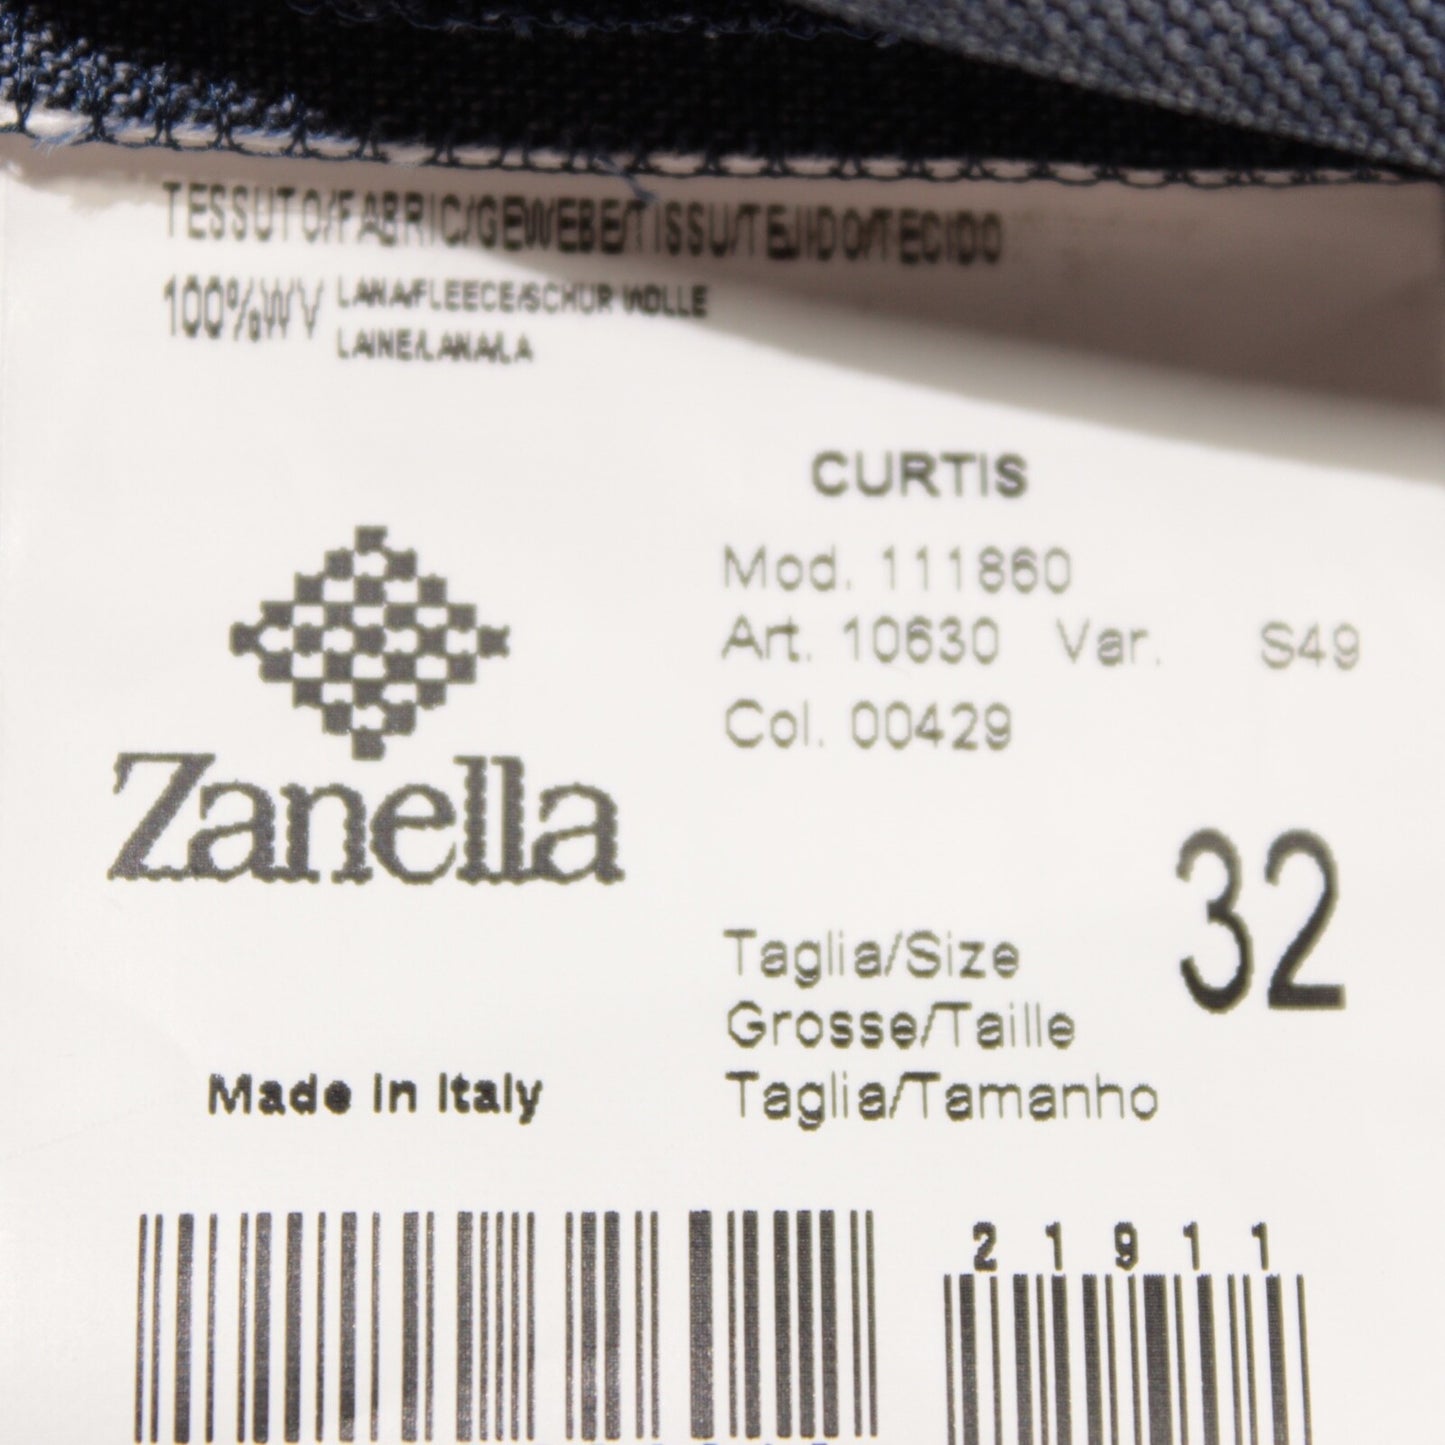 TESSUTO/FABRIC/GEWEBE/TISSU/TEJIDO/TECIDO
100%WV LANA/FLEECE/SCHUR WOLLE
LAINE/LANA/LA
CURTIS
Mod. 111860
Art. 10630 Var. S49
Col. 00429
Zanella
32
Taglia/Size
Grosse/Taille
Taglia/Tamanho
Made in Italy
21911